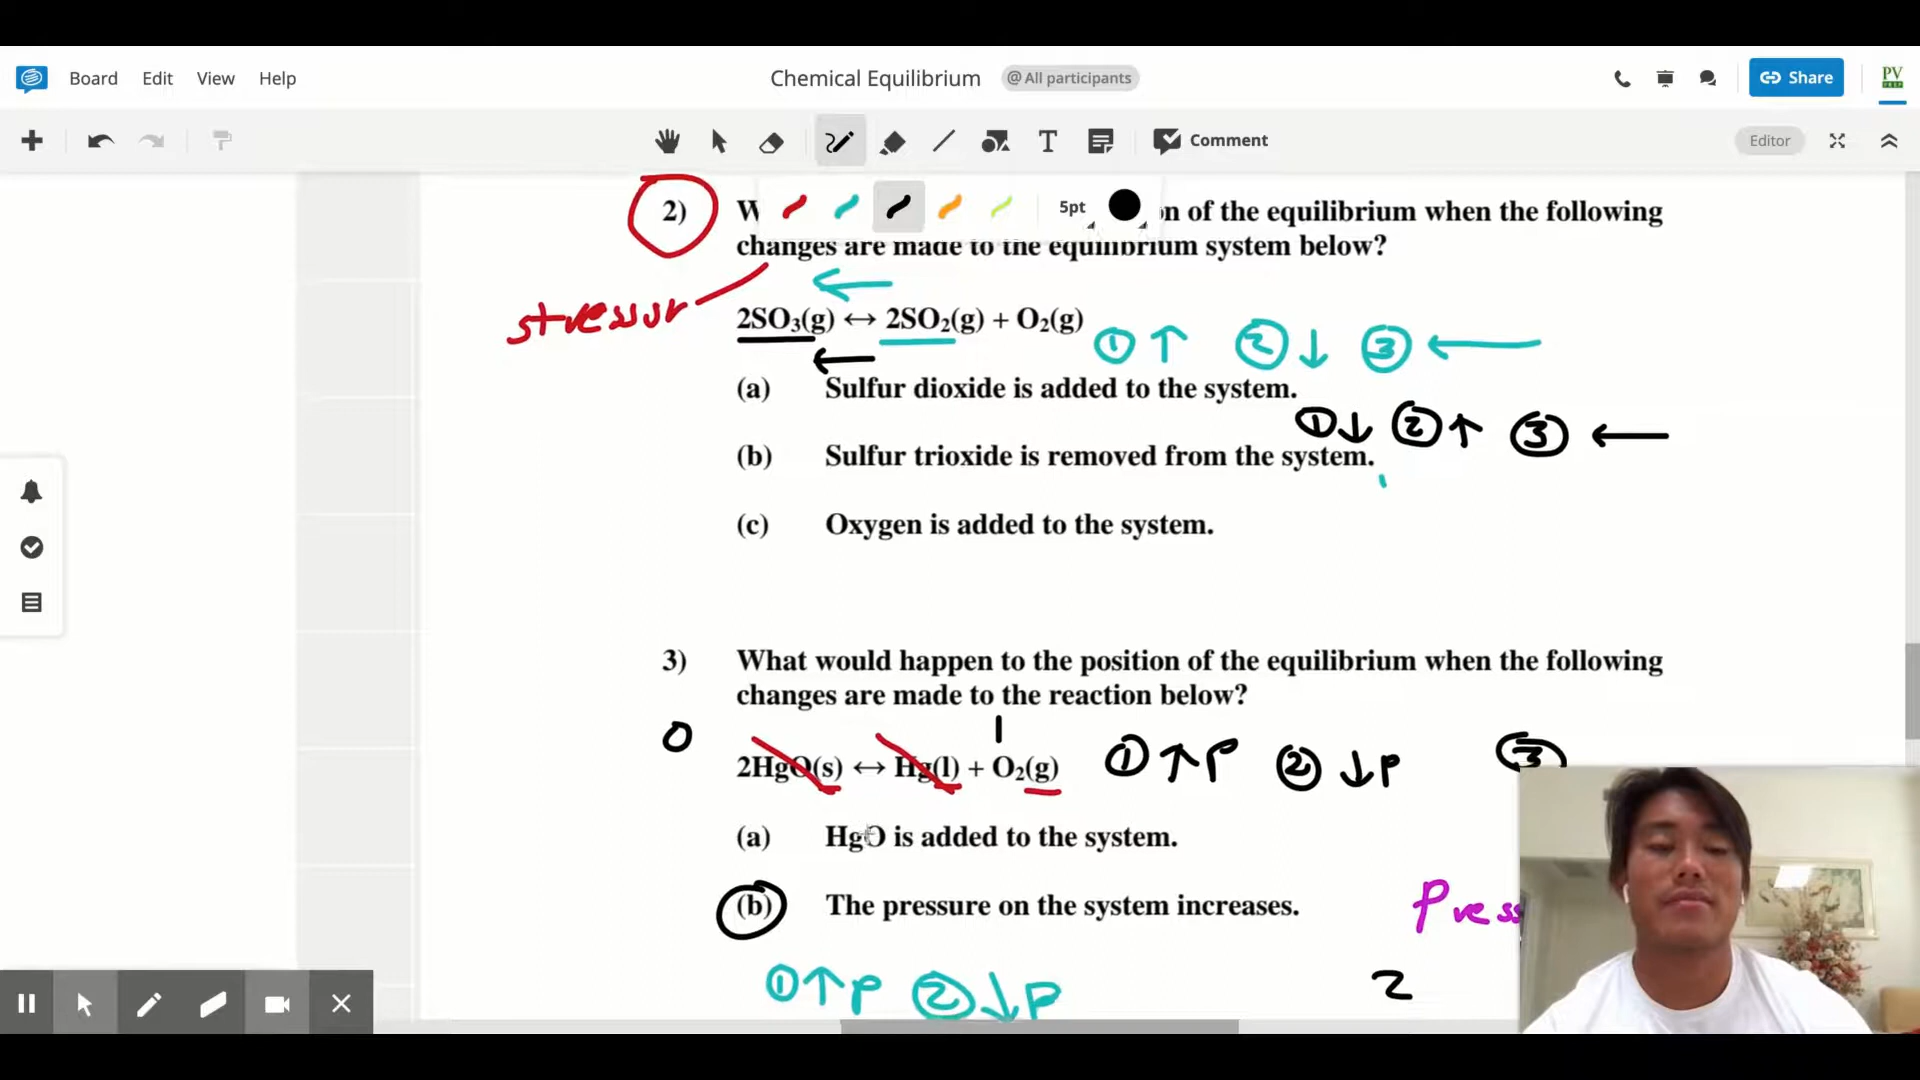 Board Edit View Help Chemical Equilibrium @ All participants Share PV PREP
Comment Editor
5pt
2) W n of the equilibrium when the following
changes are made to the equilibrium system below?
stressur
2SO₃(g) ↔ 2SO₂(g) + O₂(g)
① ↑ ② ↓ ③ ←
(a) Sulfur dioxide is added to the system.
① ↓ ② ↑ ③ ←
(b) Sulfur trioxide is removed from the system.
(c) Oxygen is added to the system.
3) What would happen to the position of the equilibrium when the following
changes are made to the reaction below?
0 1
2HgO(s) ↔ Hg(l) + O₂(g) ① ↑ P ② ↓ P ③
(a) HgO is added to the system.
(b) The pressure on the system increases.
Press
① ↑ P ② ↓ P
2